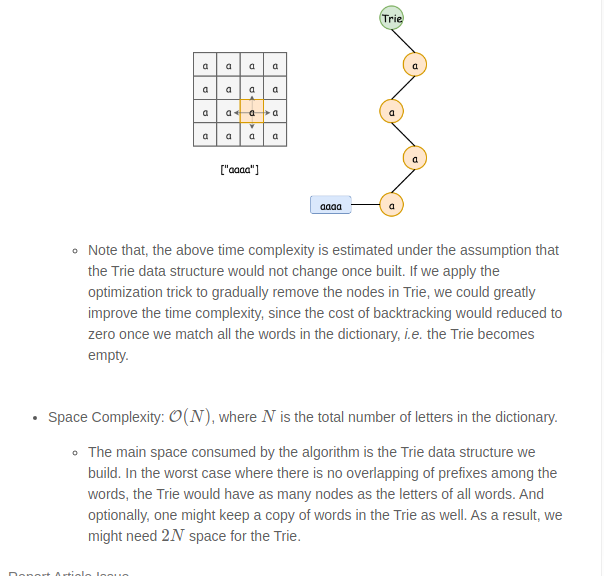 Trie
a a a a a
a a a a
a
a a a a
a a a a
a
["aaaa"]
aaaa a
Note that, the above time complexity is estimated under the assumption that
the Trie data structure would not change once built. If we apply the
optimization trick to gradually remove the nodes in Trie, we could greatly
improve the time complexity, since the cost of backtracking would reduced to
zero once we match all the words in the dictionary, i.e. the Trie becomes
empty.
Space Complexity: O(N), where N is the total number of letters in the dictionary.
The main space consumed by the algorithm is the Trie data structure we
build. In the worst case where there is no overlapping of prefixes among the
words, the Trie would have as many nodes as the letters of all words. And
optionally, one might keep a copy of words in the Trie as well. As a result, we
might need 2N space for the Trie.
Report Article Issue